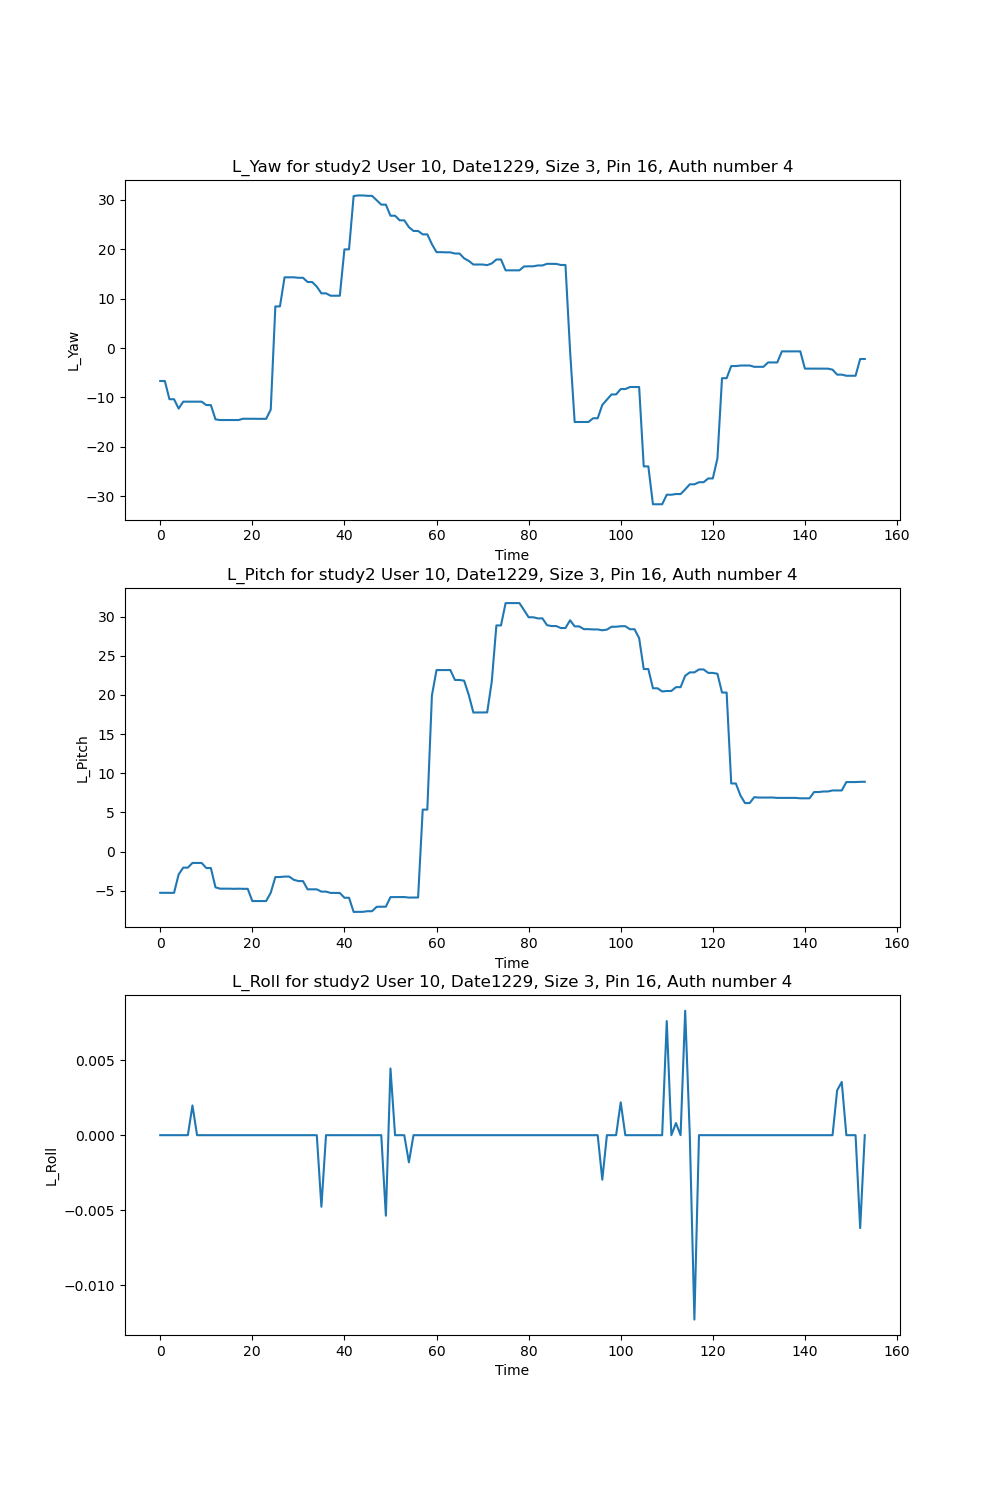 L_Yaw for study2 User 10, Date1229, Size 3, Pin 16, Auth number 4
30
20
10
0
−10
−20
−30
L_Yaw
0 20 40 60 80 100 120 140 160
Time
L_Pitch for study2 User 10, Date1229, Size 3, Pin 16, Auth number 4
30
25
20
15
10
5
0
−5
L_Pitch
0 20 40 60 80 100 120 140 160
Time
L_Roll for study2 User 10, Date1229, Size 3, Pin 16, Auth number 4
0.005
0.000
−0.005
−0.010
L_Roll
0 20 40 60 80 100 120 140 160
Time